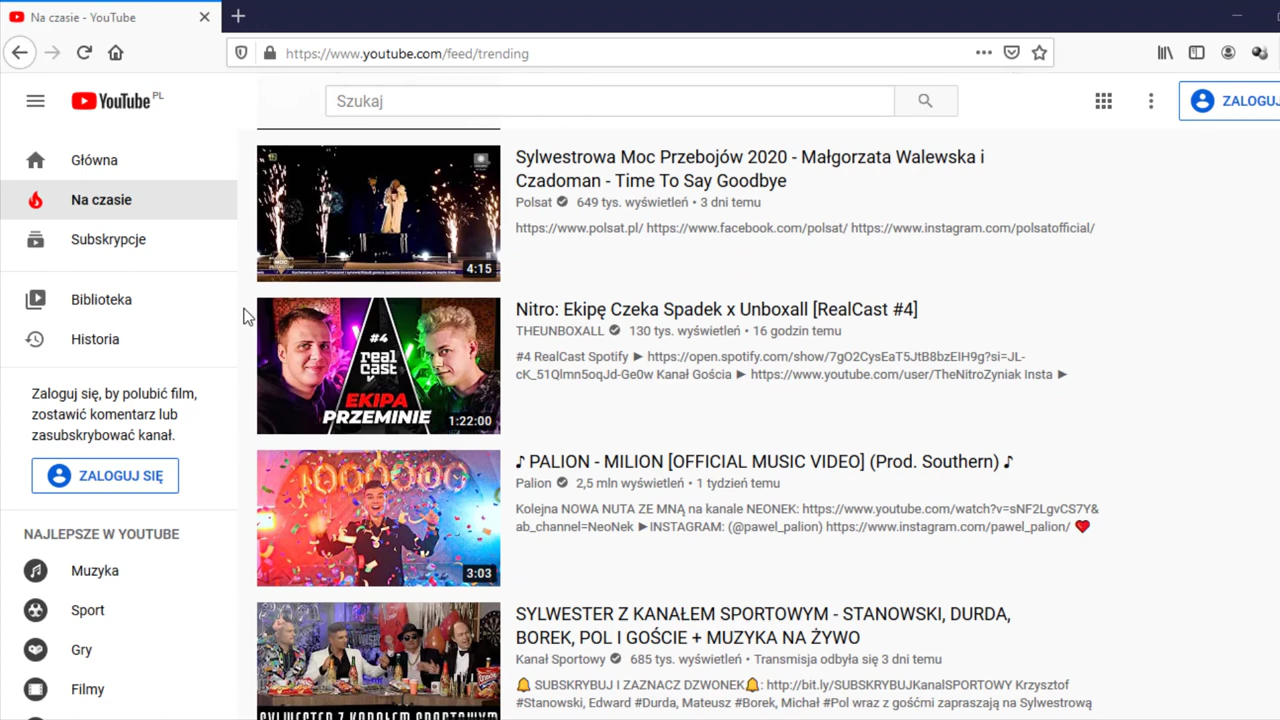 Na czasie - YouTube
https://www.youtube.com/feed/trending
YouTube PL
Szukaj
ZALOGUJ
Główna
Na czasie
Subskrypcje
Biblioteka
Historia
Zaloguj się, by polubić film,
zostawić komentarz lub
zasubskrybować kanał.
ZALOGUJ SIĘ
NAJLEPSZE W YOUTUBE
Muzyka
Sport
Gry
Filmy
4:15
Sylwestrowa Moc Przebojów 2020 - Małgorzata Walewska i
Czadoman - Time To Say Goodbye
Polsat 649 tys. wyświetleń • 3 dni temu
https://www.polsat.pl/ https://www.facebook.com/polsat/ https://www.instagram.com/polsatofficial/
#4
real
cast
EKIPA
PRZEMINIE
1:22:00
Nitro: Ekipę Czeka Spadek x Unboxall [RealCast #4]
THEUNBOXALL 130 tys. wyświetleń • 16 godzin temu
#4 RealCast Spotify ► https://open.spotify.com/show/7gO2CysEaT5JtB8bzEIH9g?si=JL-
cK_51Qlmn5oqJd-Ge0w Kanał Gościa ► https://www.youtube.com/user/TheNitroZyniak Insta ►
1000000
3:03
♪ PALION - MILION [OFFICIAL MUSIC VIDEO] (Prod. Southern) ♪
Palion 2,5 mln wyświetleń • 1 tydzień temu
Kolejna NOWA NUTA ZE MNĄ na kanale NEONEK: https://www.youtube.com/watch?v=sNF2LgvCS7Y&
ab_channel=NeoNek ►INSTAGRAM: (@pawel_palion) https://www.instagram.com/pawel_palion/ ❤
SYLWESTER Z KANAŁEM SPORTOWYM
SYLWESTER Z KANAŁEM SPORTOWYM - STANOWSKI, DURDA,
BOREK, POL I GOŚCIE + MUZYKA NA ŻYWO
Kanał Sportowy 685 tys. wyświetleń • Transmisja odbyła się 3 dni temu
🔔 SUBSKRYBUJ I ZAZNACZ DZWONEK🔔: http://bit.ly/SUBSKRYBUJKanalSPORTOWY Krzysztof
#Stanowski, Edward #Durda, Mateusz #Borek, Michał #Pol wraz z gośćmi zapraszają na Sylwestrową